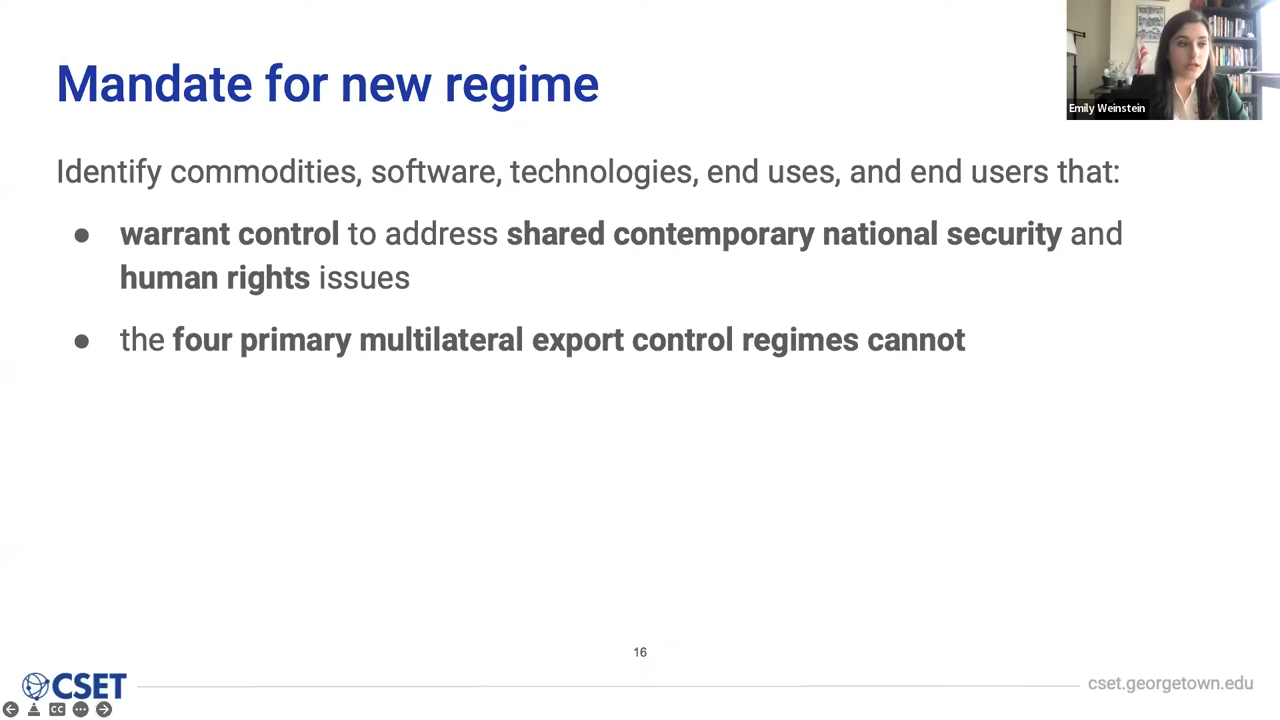 Mandate for new regime
Emily Weinstein
Identify commodities, software, technologies, end uses, and end users that:
● warrant control to address shared contemporary national security and
human rights issues
● the four primary multilateral export control regimes cannot
16
CSET
cset.georgetown.edu
CC